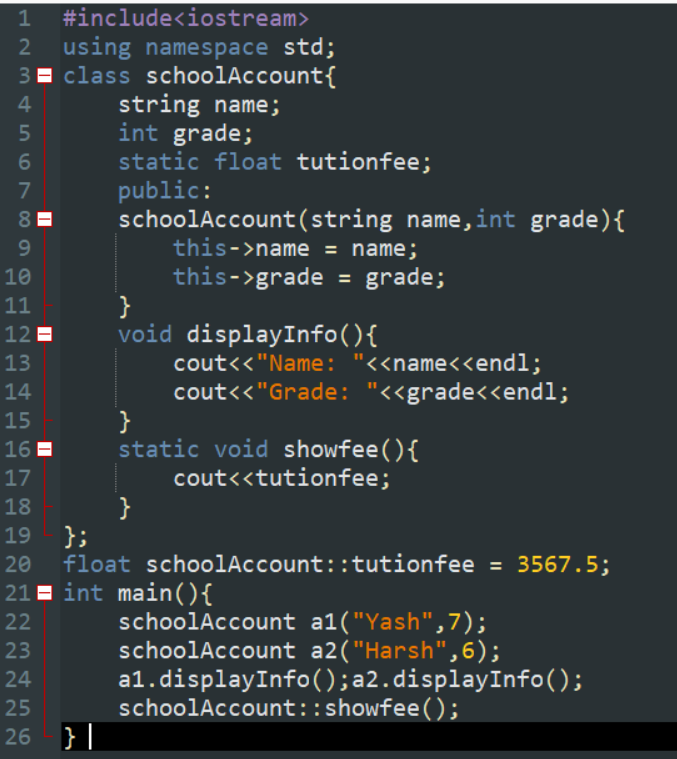 1 #include<iostream>
2 using namespace std;
3 class schoolAccount{
4 string name;
5 int grade;
6 static float tutionfee;
7 public:
8 schoolAccount(string name,int grade){
9 this->name = name;
10 this->grade = grade;
11 }
12 void displayInfo(){
13 cout<<"Name: "<<name<<endl;
14 cout<<"Grade: "<<grade<<endl;
15 }
16 static void showfee(){
17 cout<<tutionfee;
18 }
19 };
20 float schoolAccount::tutionfee = 3567.5;
21 int main(){
22 schoolAccount a1("Yash",7);
23 schoolAccount a2("Harsh",6);
24 a1.displayInfo();a2.displayInfo();
25 schoolAccount::showfee();
26 }